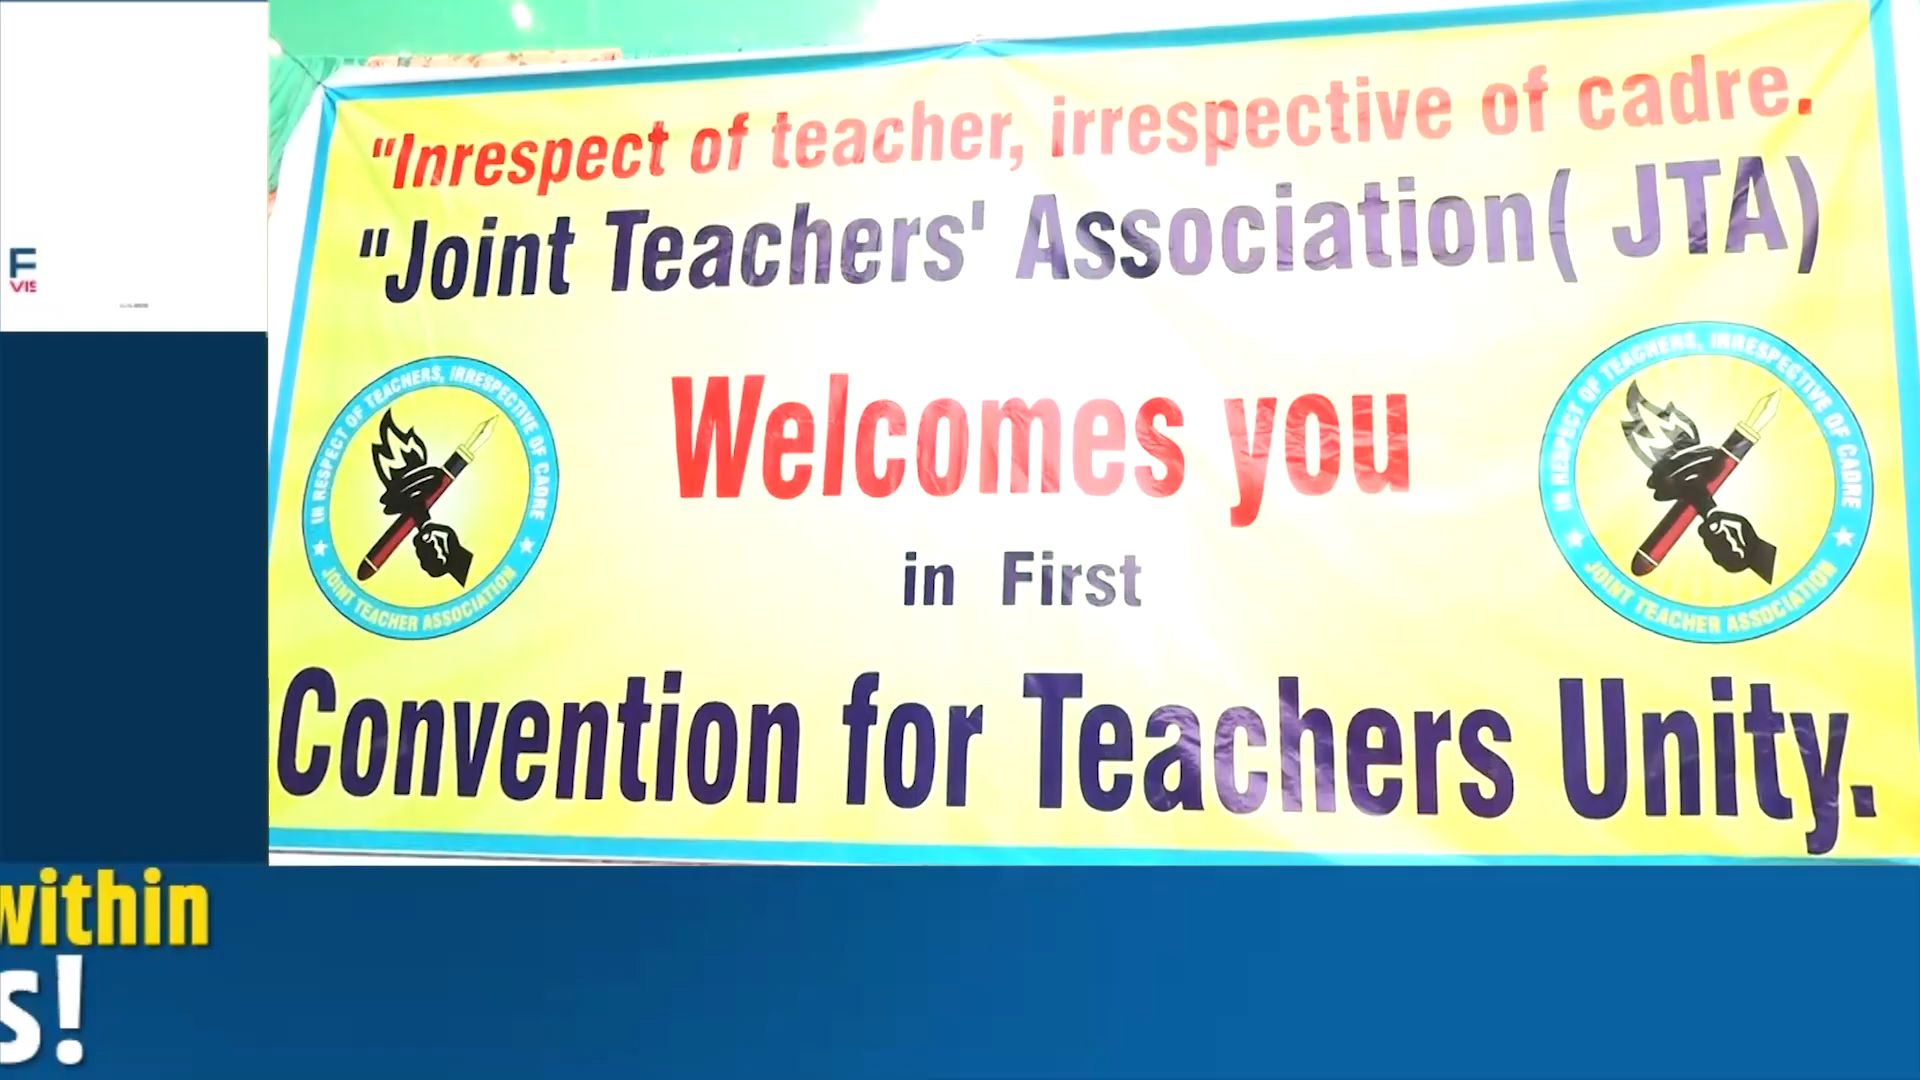 "Inrespect of teacher, irrespective of cadre.
"Joint Teachers' Association( JTA)
Welcomes you
in First
Convention for Teachers Unity.
IN RESPECT OF TEACHERS, IRRESPECTIVE OF CADRE
JOINT TEACHER ASSOCIATION
IN RESPECT OF TEACHERS, IRRESPECTIVE OF CADRE
JOINT TEACHER ASSOCIATION
F
VIS
within
s!